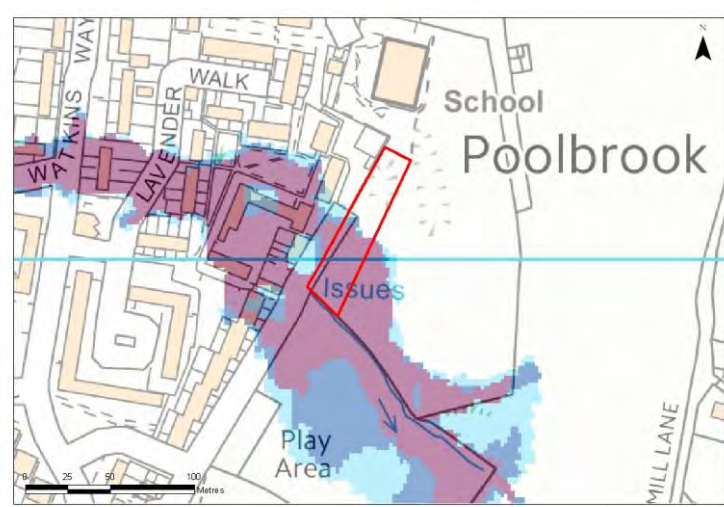 N
WATKINS WAY
LAVENDER
WALK
School
Poolbrook
Issues
Play
Area
MILL LANE
0 25 50 100
Metres